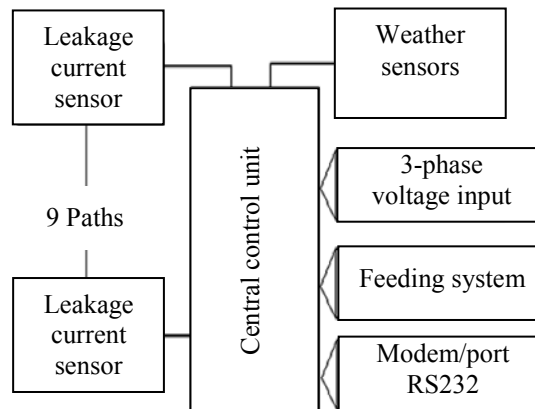 Leakage
current
sensor
Weather
sensors
9 Paths
Central control unit
3-phase
voltage input
Feeding system
Leakage
current
sensor
Modem/port
RS232